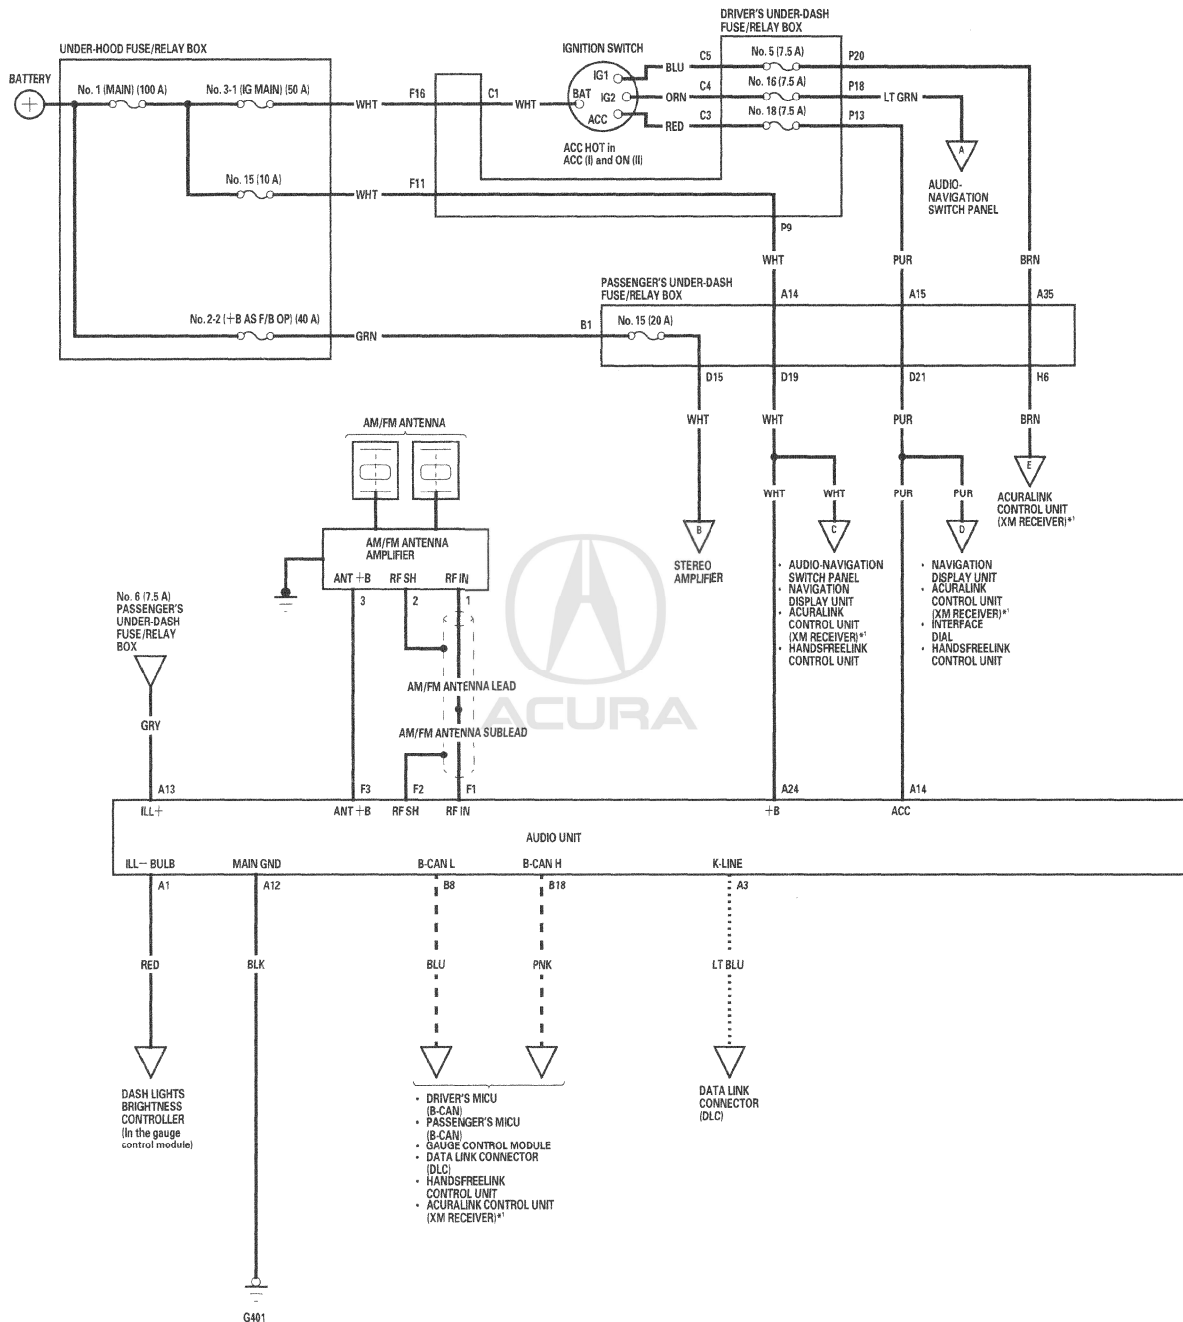 DRIVER'S UNDER-DASH
FUSE/RELAY BOX
UNDER-HOOD FUSE/RELAY BOX
IGNITION SWITCH
BATTERY
No. 1 (MAIN) (100 A)
No. 3-1 (IG MAIN) (50 A)
WHT
F16
C1
WHT
BAT
IG1
IG2
ACC
BLU
C5
No. 5 (7.5 A)
P20
ORN
C4
No. 16 (7.5 A)
P18
LT GRN
RED
C3
No. 18 (7.5 A)
P13
ACC HOT in
ACC (I) and ON (II)
A
AUDIO-
NAVIGATION
SWITCH PANEL
No. 15 (10 A)
WHT
F11
P9
WHT
PUR
BRN
PASSENGER'S UNDER-DASH
FUSE/RELAY BOX
A14
A15
A35
No. 2-2 (+B AS F/B OP) (40 A)
GRN
B1
No. 15 (20 A)
D15
D19
D21
H6
WHT
WHT
PUR
BRN
AM/FM ANTENNA
E
ACURALINK
CONTROL UNIT
(XM RECEIVER)*1
WHT
WHT
PUR
PUR
B
STEREO
AMPLIFIER
C
• AUDIO-NAVIGATION
SWITCH PANEL
• NAVIGATION
DISPLAY UNIT
• ACURALINK
CONTROL UNIT
(XM RECEIVER)*1
• HANDSFREELINK
CONTROL UNIT
D
• NAVIGATION
DISPLAY UNIT
• ACURALINK
CONTROL UNIT
(XM RECEIVER)*1
• INTERFACE
DIAL
• HANDSFREELINK
CONTROL UNIT
AM/FM ANTENNA
AMPLIFIER
ANT +B
RF SH
RF IN
3
2
1
No. 6 (7.5 A)
PASSENGER'S
UNDER-DASH
FUSE/RELAY
BOX
GRY
AM/FM ANTENNA LEAD
AM/FM ANTENNA SUBLEAD
ACURA
A13
F3
F2
F1
A24
A14
ILL+
ANT +B
RF SH
RF IN
+B
ACC
AUDIO UNIT
ILL− BULB
MAIN GND
B-CAN L
B-CAN H
K-LINE
A1
A12
B8
B18
A3
RED
BLK
BLU
PNK
LT BLU
DASH LIGHTS
BRIGHTNESS
CONTROLLER
(In the gauge
control module)
• DRIVER'S MICU
(B-CAN)
• PASSENGER'S MICU
(B-CAN)
• GAUGE CONTROL MODULE
• DATA LINK CONNECTOR
(DLC)
• HANDSFREELINK
CONTROL UNIT
• ACURALINK CONTROL UNIT
(XM RECEIVER)*1
DATA LINK
CONNECTOR
(DLC)
G401